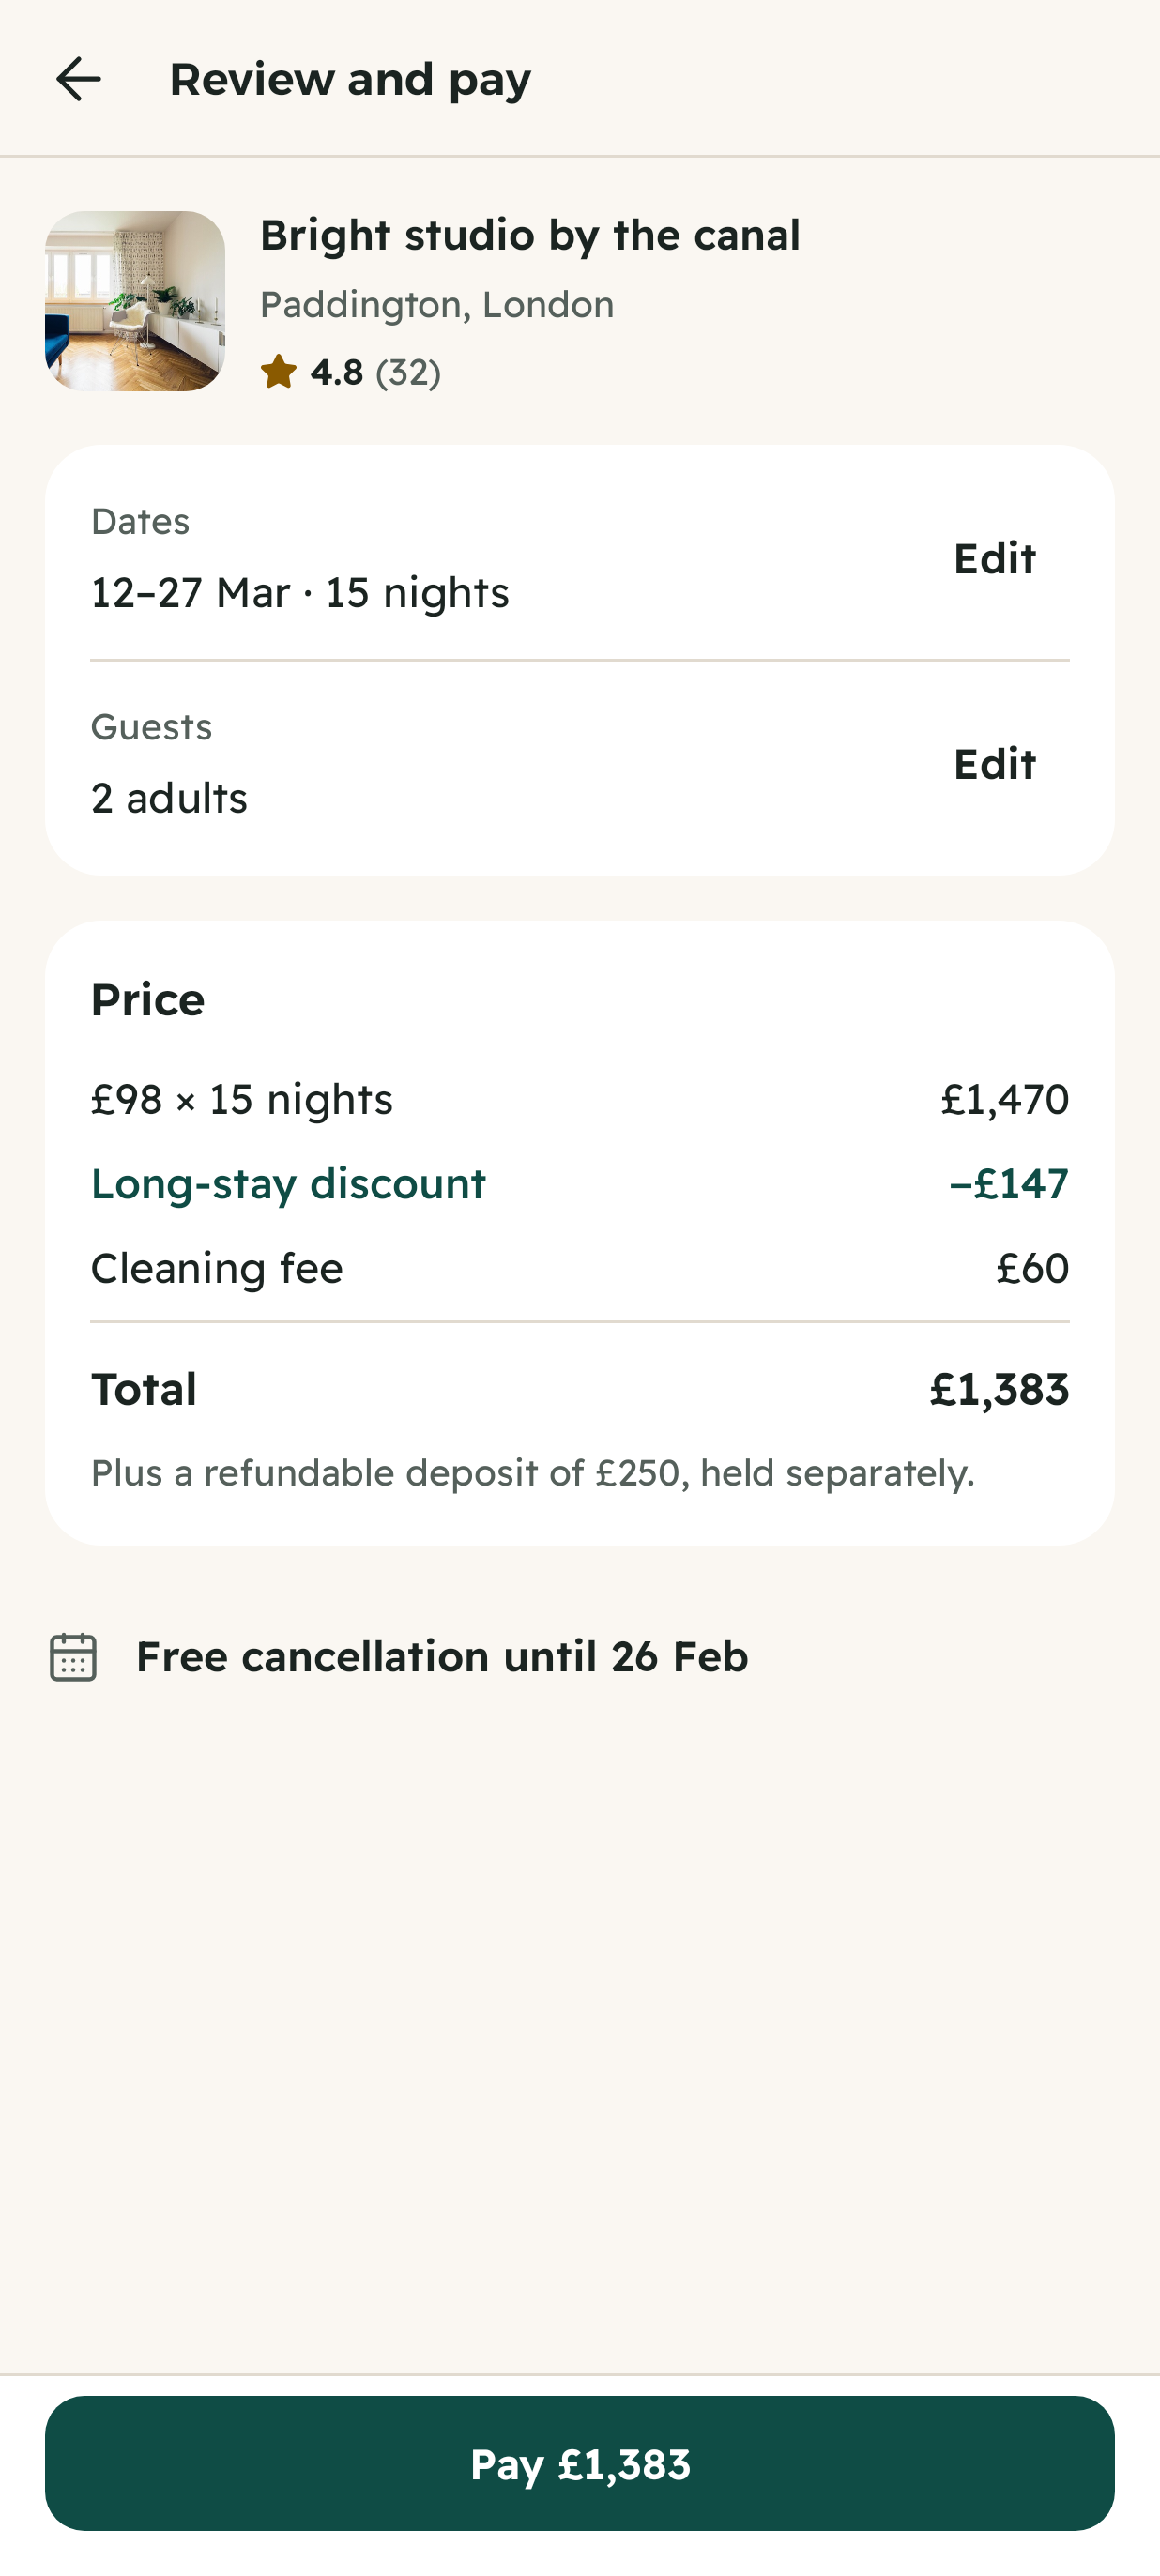 Review and pay
Bright studio by the canal
Paddington, London
4.8 (32)
Dates
12–27 Mar · 15 nights
Edit
Guests
2 adults
Edit
Price
£98 × 15 nights £1,470
Long-stay discount −£147
Cleaning fee £60
Total £1,383
Plus a refundable deposit of £250, held separately.
Free cancellation until 26 Feb
Pay £1,383